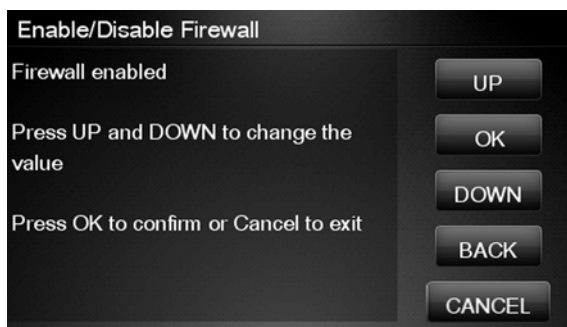 Enable/Disable Firewall
Firewall enabled
Press UP and DOWN to change the
value
Press OK to confirm or Cancel to exit
UP
OK
DOWN
BACK
CANCEL